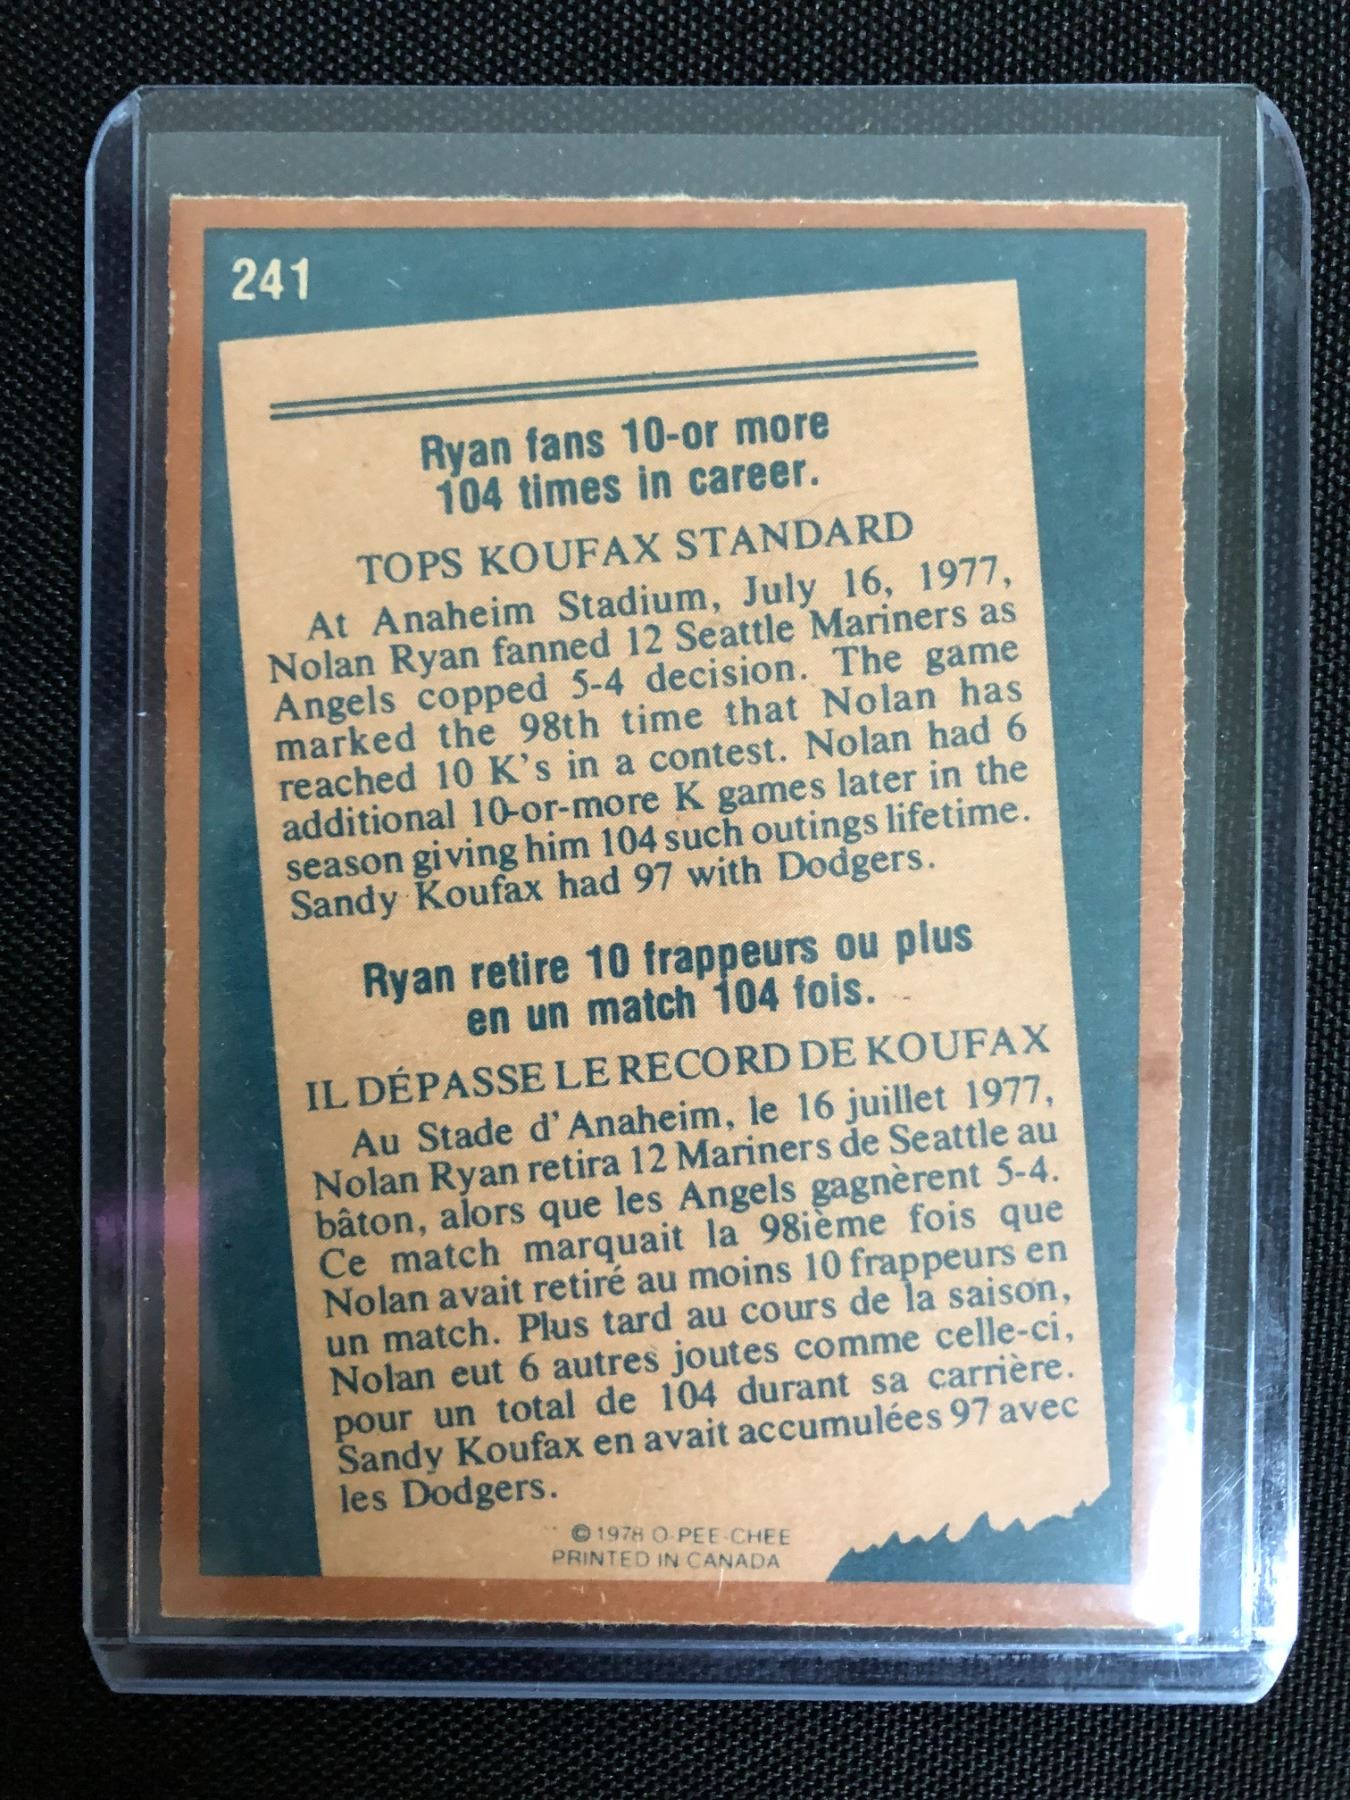 241
Ryan fans 10-or more
104 times in career.
TOPS KOUFAX STANDARD
At Anaheim Stadium, July 16, 1977,
Nolan Ryan fanned 12 Seattle Mariners as
Angels copped 5-4 decision. The game
marked the 98th time that Nolan has
reached 10 K's in a contest. Nolan had 6
additional 10-or-more K games later in the
season giving him 104 such outings lifetime.
Sandy Koufax had 97 with Dodgers.
Ryan retire 10 frappeurs ou plus
en un match 104 fois.
IL DÉPASSE LE RECORD DE KOUFAX
Au Stade d'Anaheim, le 16 juillet 1977,
Nolan Ryan retira 12 Mariners de Seattle au
bâton, alors que les Angels gagnèrent 5-4.
Ce match marquait la 98ième fois que
Nolan avait retiré au moins 10 frappeurs en
un match. Plus tard au cours de la saison,
Nolan eut 6 autres joutes comme celle-ci,
pour un total de 104 durant sa carrière.
Sandy Koufax en avait accumulées 97 avec
les Dodgers.
© 1978 O-PEE-CHEE
PRINTED IN CANADA